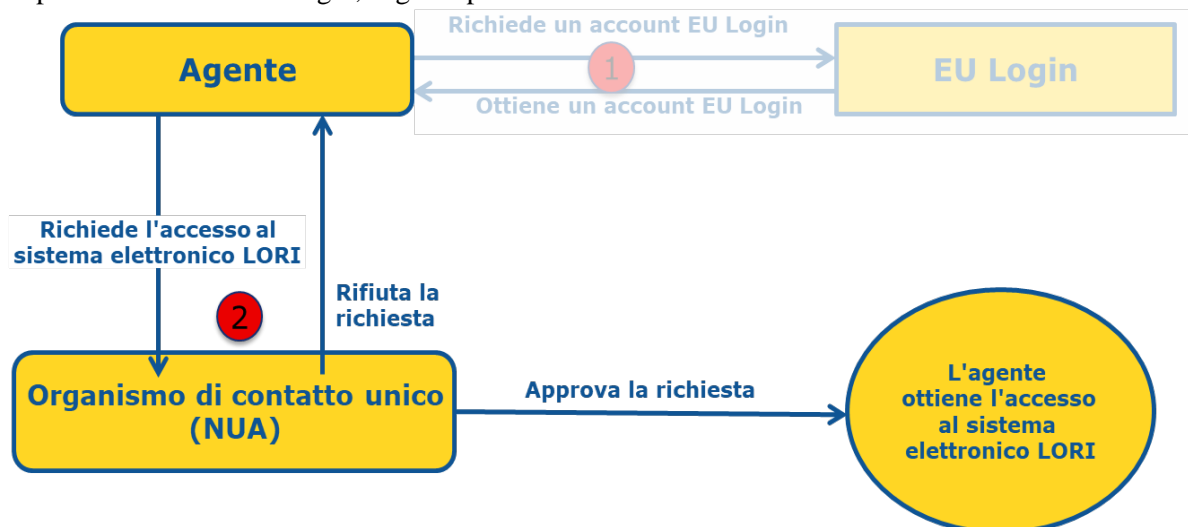 Richiede un account EU Login
Agente
1
EU Login
Ottiene un account EU Login
Richiede l'accesso al
sistema elettronico LORI
Rifiuta la
richiesta
2
Organismo di contatto unico
(NUA)
Approva la richiesta
L'agente
ottiene l'accesso
al sistema
elettronico LORI